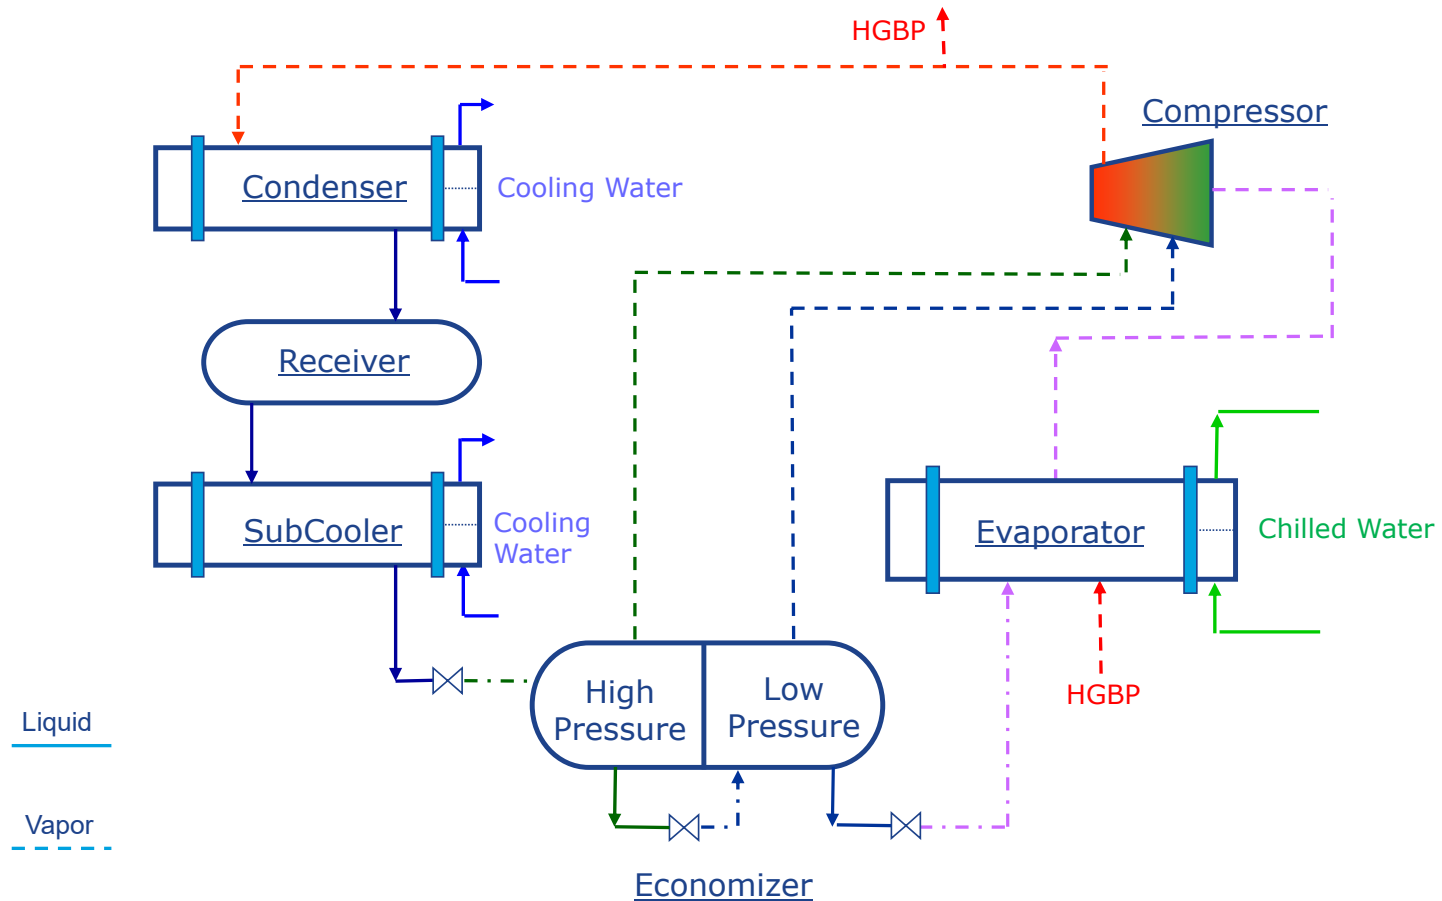 HGBP
Compressor
Condenser
Cooling Water
Receiver
SubCooler
Cooling
Water
Evaporator
Chilled Water
High
Pressure
Low
Pressure
HGBP
Liquid
Vapor
Economizer